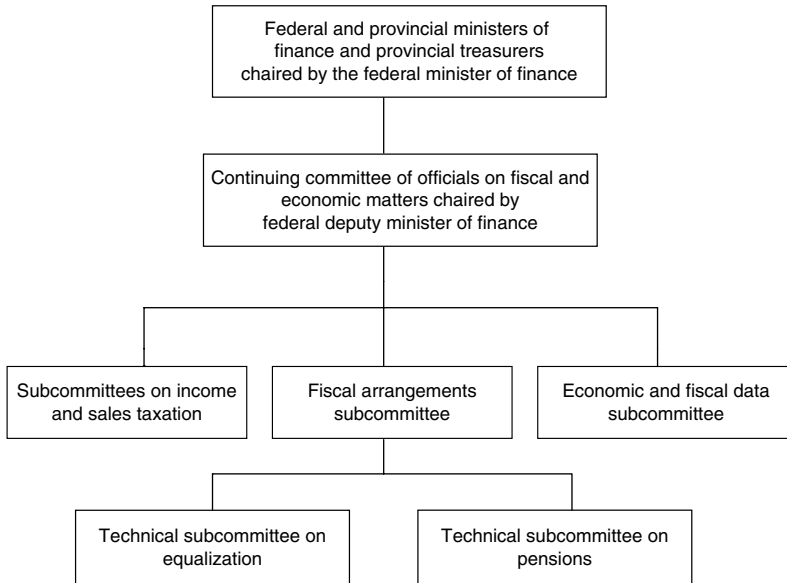 Federal and provincial ministers of
finance and provincial treasurers
chaired by the federal minister of finance
Continuing committee of officials on fiscal and
economic matters chaired by
federal deputy minister of finance
Subcommittees on income
and sales taxation
Fiscal arrangements
subcommittee
Economic and fiscal data
subcommittee
Technical subcommittee on
equalization
Technical subcommittee on
pensions